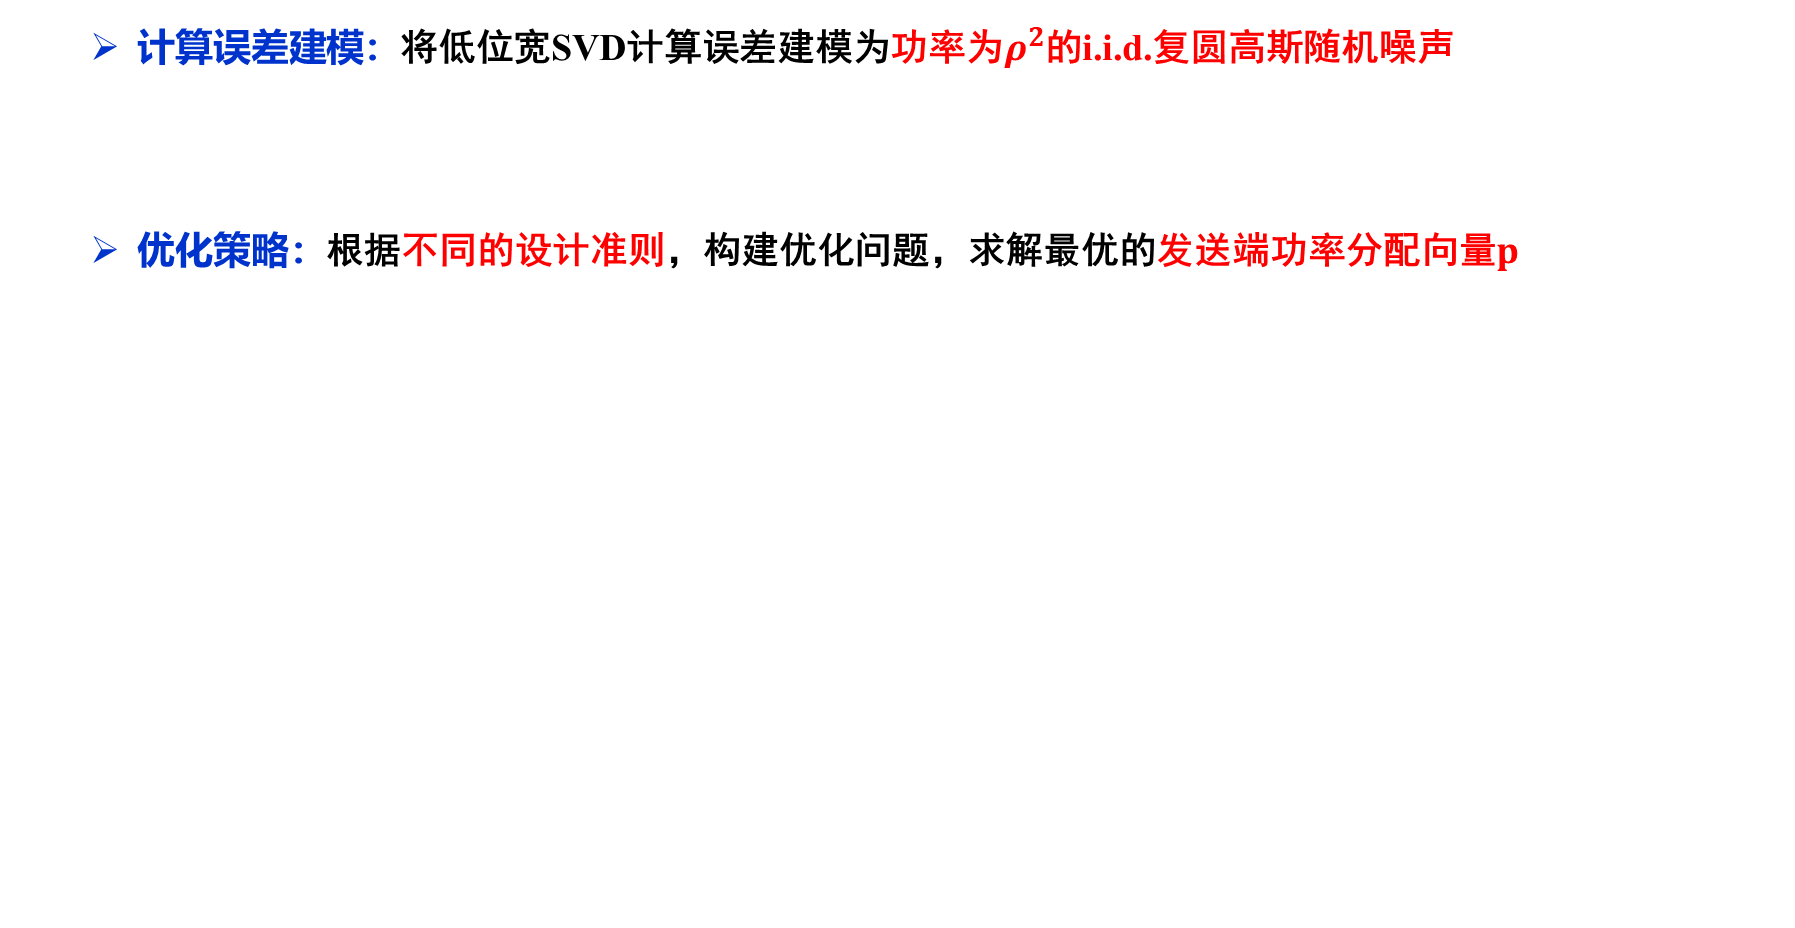 ➢ 计算误差建模：将低位宽SVD计算误差建模为功率为ρ²的i.i.d.复圆高斯随机噪声
➢ 优化策略：根据不同的设计准则，构建优化问题，求解最优的发送端功率分配向量p